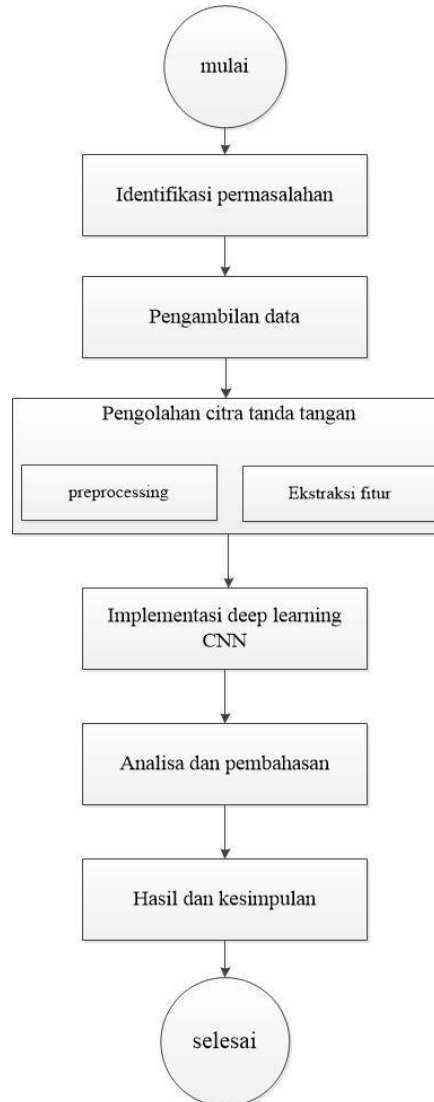 mulai
Identifikasi permasalahan
Pengambilan data
Pengolahan citra tanda tangan
preprocessing
Ekstraksi fitur
Implementasi deep learning
CNN
Analisa dan pembahasan
Hasil dan kesimpulan
selesai